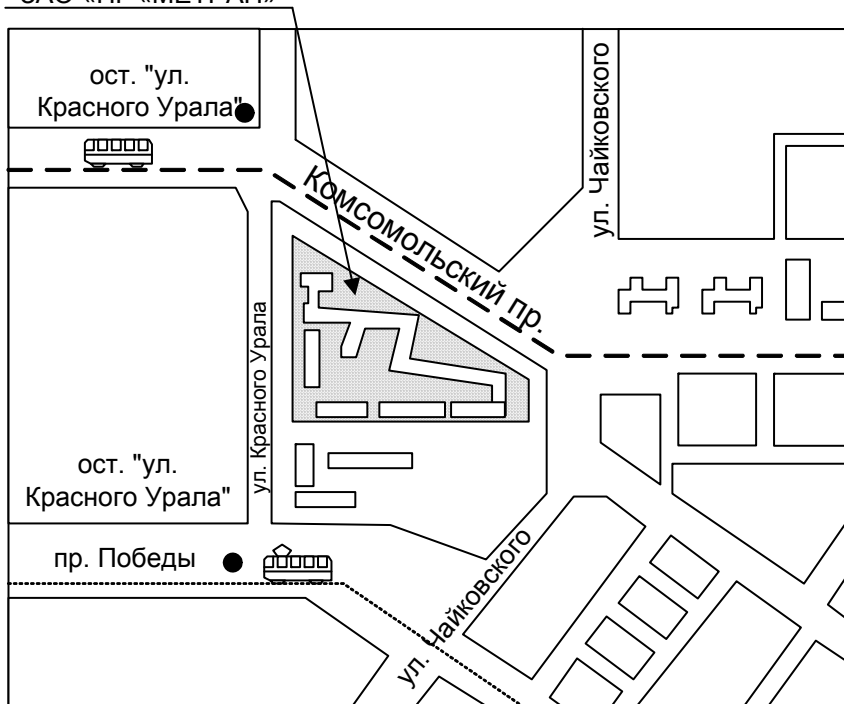 ост. "ул.
Красного Урала"
ул. Чайковского
Комсомольский пр.
ул. Красного Урала
ост. "ул.
Красного Урала"
пр. Победы
ул. Чайковского